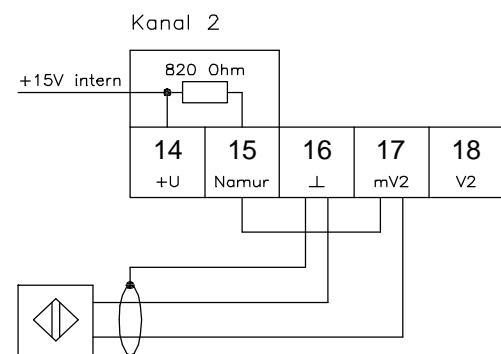 Kanal 2
820 Ohm
+15V intern
14 15 16 17 18
+U Namur ⊥ mV2 V2